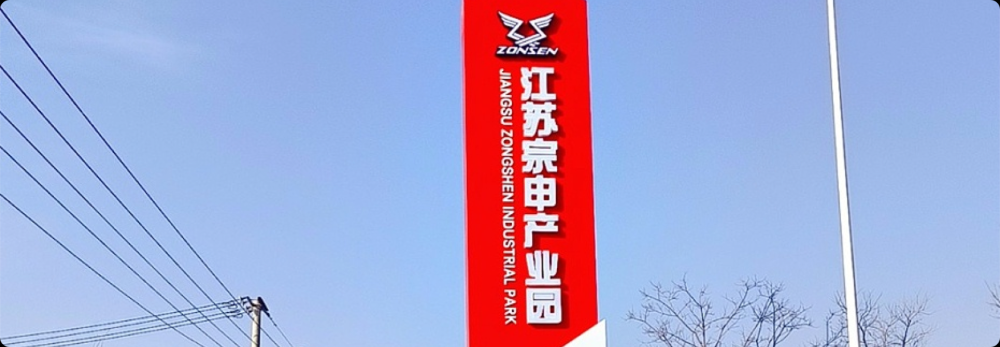 ZONSEN
江苏宗申产业园
JIANGSU ZONGSHEN INDUSTRIAL PARK